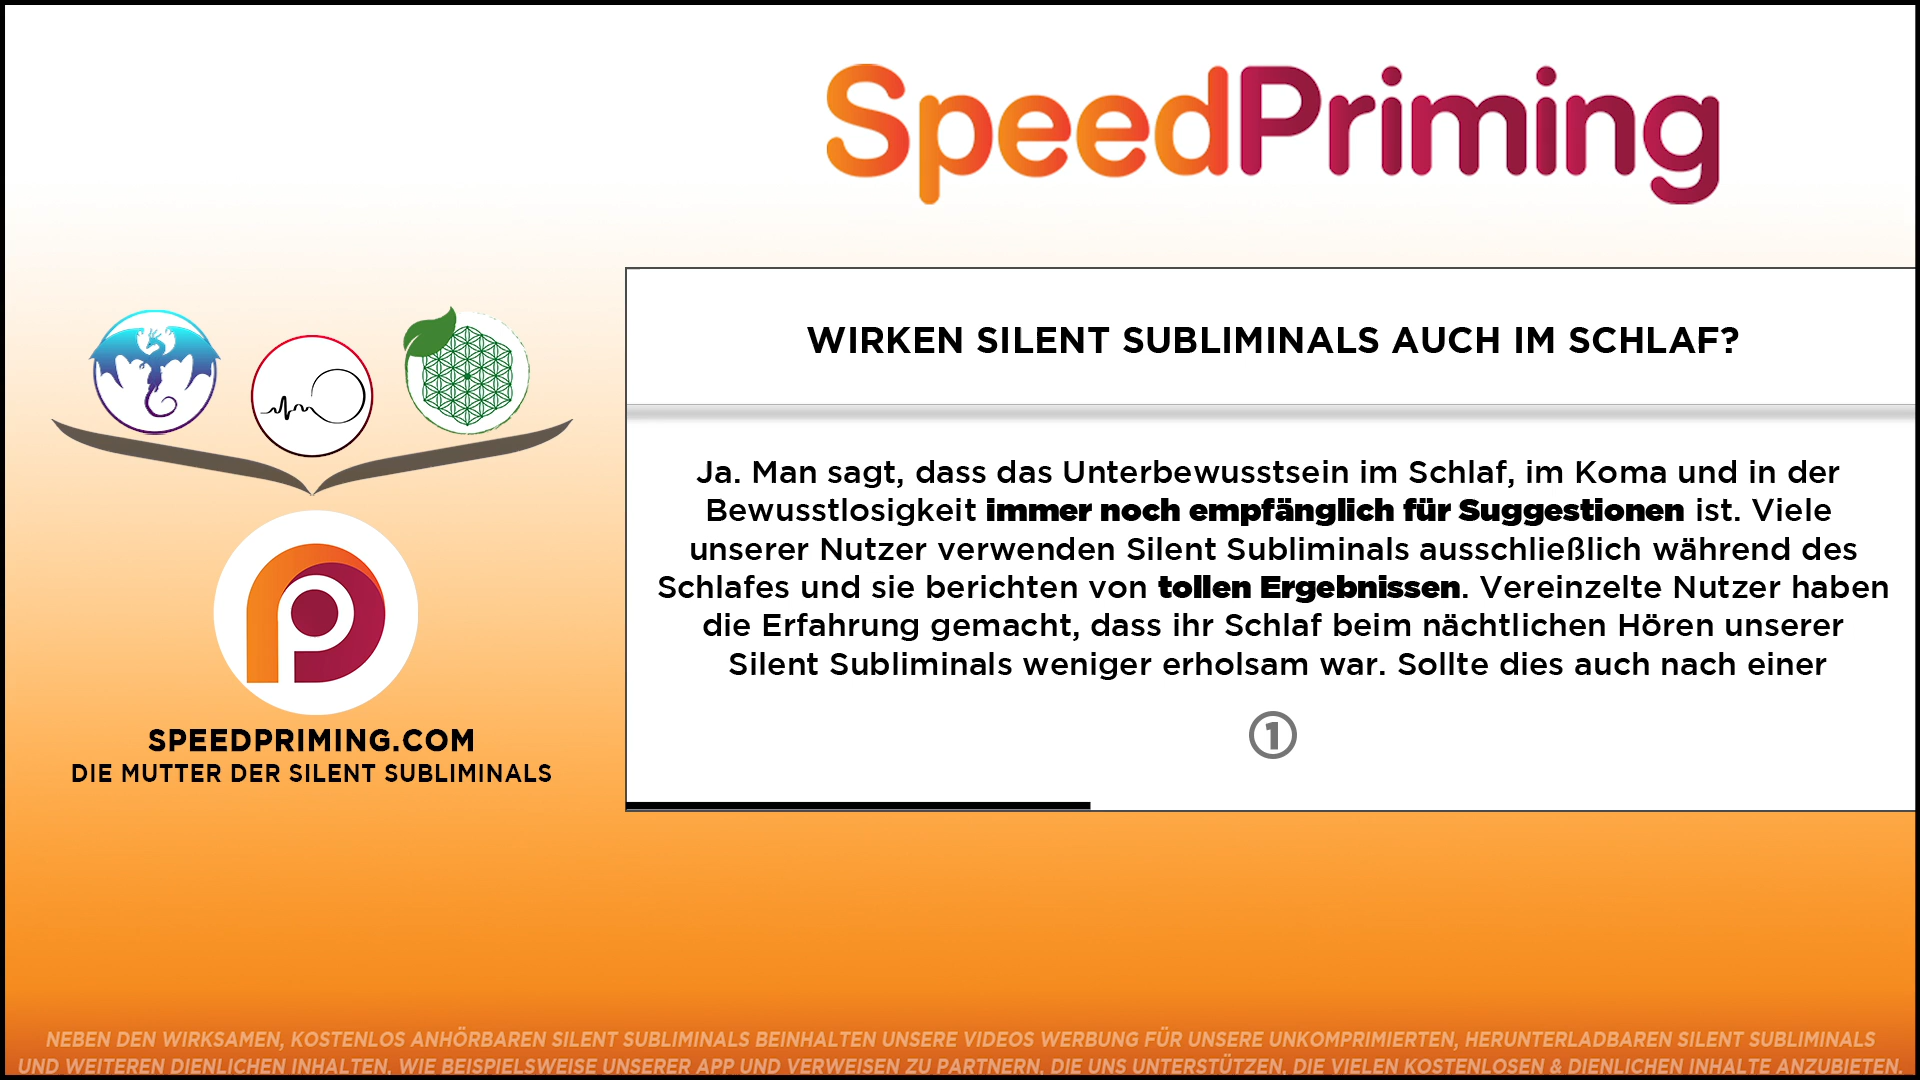 SpeedPriming
WIRKEN SILENT SUBLIMINALS AUCH IM SCHLAF?
Ja. Man sagt, dass das Unterbewusstsein im Schlaf, im Koma und in der
Bewusstlosigkeit immer noch empfänglich für Suggestionen ist. Viele
unserer Nutzer verwenden Silent Subliminals ausschließlich während des
Schlafes und sie berichten von tollen Ergebnissen. Vereinzelte Nutzer haben
die Erfahrung gemacht, dass ihr Schlaf beim nächtlichen Hören unserer
Silent Subliminals weniger erholsam war. Sollte dies auch nach einer
1
SPEEDPRIMING.COM
DIE MUTTER DER SILENT SUBLIMINALS
NEBEN DEN WIRKSAMEN, KOSTENLOS ANHÖRBAREN SILENT SUBLIMINALS BEINHALTEN UNSERE VIDEOS WERBUNG FÜR UNSERE UNKOMPRIMIERTEN, HERUNTERLADBAREN SILENT SUBLIMINALS
UND WEITEREN DIENLICHEN INHALTEN, WIE BEISPIELSWEISE UNSERER APP UND VERWEISEN ZU PARTNERN, DIE UNS UNTERSTÜTZEN, DIE VIELEN KOSTENLOSEN & DIENLICHEN INHALTE ANZUBIETEN.